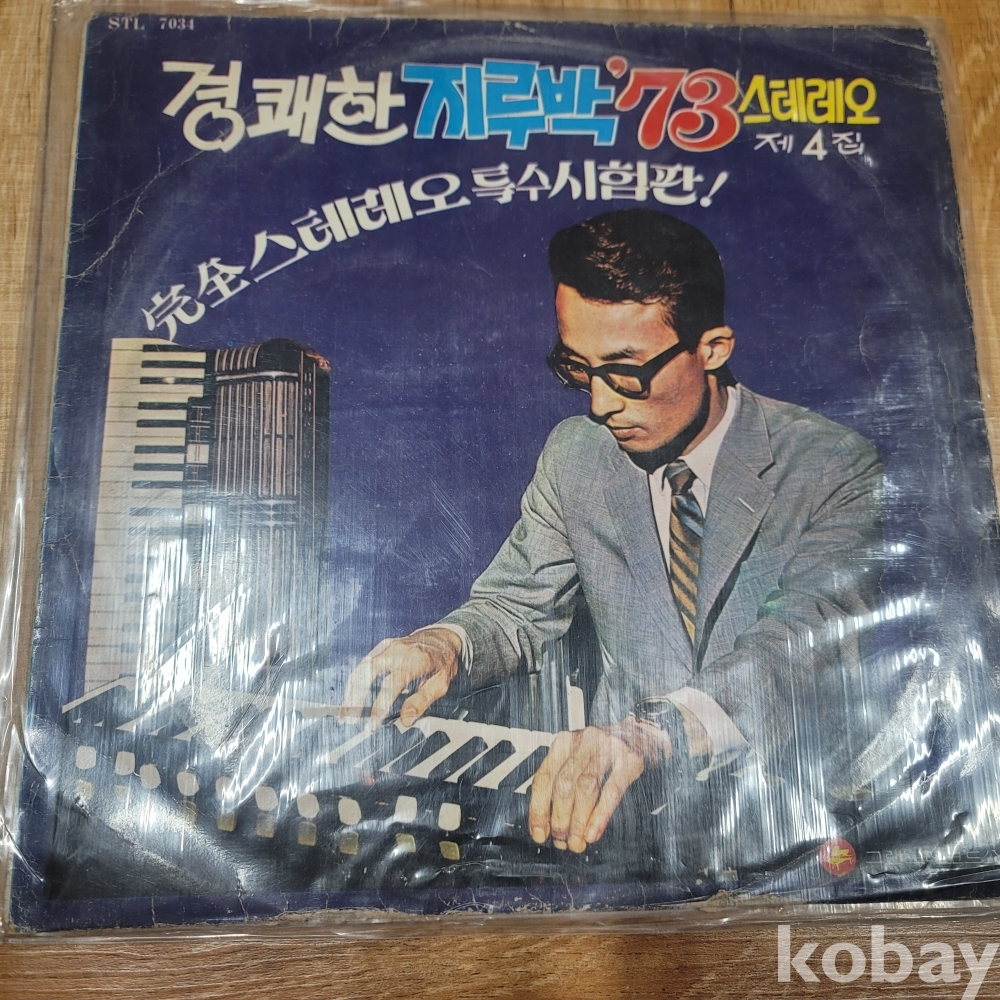 STL 7034
경쾌한 지루박 '73 스테레오
제4집
完全 스테레오 특수시험판!
kobay